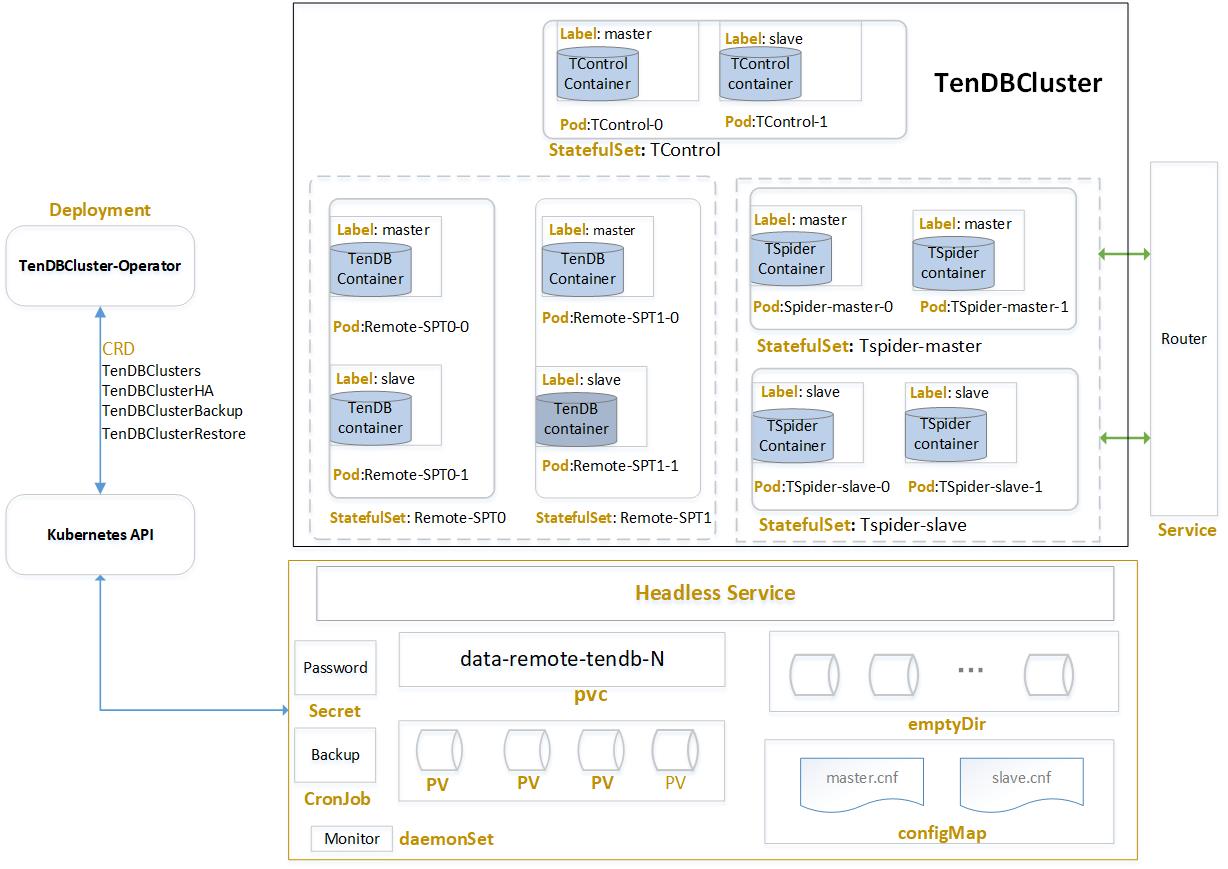 TenDBCluster
Label: master
TControl
Container
Pod:TControl-0
Label: slave
TControl
container
Pod:TControl-1
StatefulSet: TControl
Deployment
TenDBCluster-Operator
CRD
TenDBClusters
TenDBClusterHA
TenDBClusterBackup
TenDBClusterRestore
Kubernetes API
Label: master
TenDB
Container
Pod:Remote-SPT0-0
Label: slave
TenDB
container
Pod:Remote-SPT0-1
StatefulSet: Remote-SPT0
Label: master
TenDB
Container
Pod:Remote-SPT1-0
Label: slave
TenDB
container
Pod:Remote-SPT1-1
StatefulSet: Remote-SPT1
Label: master
TSpider
Container
Pod:Spider-master-0
Label: master
TSpider
container
Pod:TSpider-master-1
StatefulSet: Tspider-master
Label: slave
TSpider
Container
Pod:TSpider-slave-0
Label: slave
TSpider
container
Pod:TSpider-slave-1
StatefulSet: Tspider-slave
Router
Service
Headless Service
Password
Secret
Backup
CronJob
Monitor
daemonSet
data-remote-tendb-N
pvc
PV
PV
PV
PV
...
emptyDir
master.cnf
slave.cnf
configMap